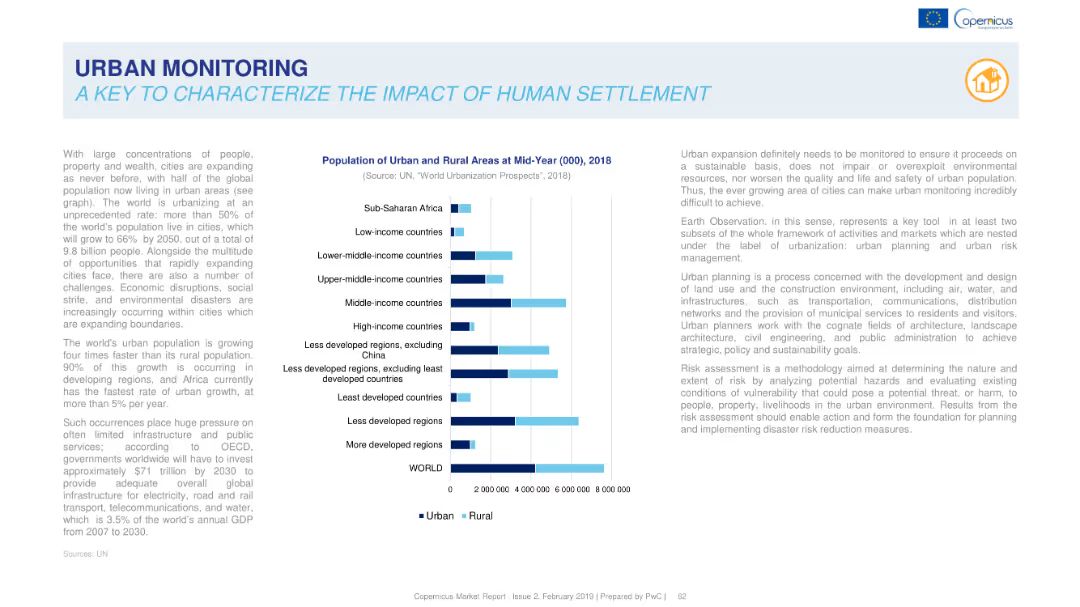 Copernicus
URBAN MONITORING
A KEY TO CHARACTERIZE THE IMPACT OF HUMAN SETTLEMENT
With large concentrations of people,
property and wealth, cities are expanding
as never before, with half of the global
population now living in urban areas (see
graph). The world is urbanizing at an
unprecedented rate: more than 50% of
the world's population live in cities, which
will grow to 66% by 2050, out of a total of
9.8 billion people. Alongside the multitude
of opportunities that rapidly expanding
cities face, there are also a number of
challenges. Economic disruptions, social
strife, and environmental disasters are
increasingly occurring within cities which
are expanding boundaries.
The world's urban population is growing
four times faster than its rural population.
90% of this growth is occurring in
developing regions, and Africa currently
has the fastest rate of urban growth, at
more than 5% per year.
Such occurrences place huge pressure on
often limited infrastructure and public
services; according to OECD,
governments worldwide will have to invest
approximately $71 trillion by 2030 to
provide adequate overall global
infrastructure for electricity, road and rail
transport, telecommunications, and water,
which is 3.5% of the world's annual GDP
from 2007 to 2030.
Sources: UN
Population of Urban and Rural Areas at Mid-Year (000), 2018
(Source: UN, "World Urbanization Prospects", 2018)
Sub-Saharan Africa
Low-income countries
Lower-middle-income countries
Upper-middle-income countries
Middle-income countries
High-income countries
Less developed regions, excluding
China
Less developed regions, excluding least
developed countries
Least developed countries
Less developed regions
More developed regions
WORLD
0 2 000 000 4 000 000 6 000 000 8 000 000
Urban Rural
Urban expansion definitely needs to be monitored to ensure it proceeds on
a sustainable basis, does not impair or overexploit environmental
resources, nor worsen the quality and life and safety of urban population.
Thus, the ever growing area of cities can make urban monitoring incredibly
difficult to achieve.
Earth Observation, in this sense, represents a key tool in at least two
subsets of the whole framework of activities and markets which are nested
under the label of urbanization: urban planning and urban risk
management.
Urban planning is a process concerned with the development and design
of land use and the construction environment, including air, water, and
infrastructures, such as transportation, communications, distribution
networks and the provision of municipal services to residents and visitors.
Urban planners work with the cognate fields of architecture, landscape
architecture, civil engineering, and public administration to achieve
strategic, policy and sustainability goals.
Risk assessment is a methodology aimed at determining the nature and
extent of risk by analyzing potential hazards and evaluating existing
conditions of vulnerability that could pose a potential threat, or harm, to
people, property, livelihoods in the urban environment. Results from the
risk assessment should enable action and form the foundation for planning
and implementing disaster risk reduction measures.
Copernicus Market Report Issue 2, February 2019 | Prepared by PwC | 62